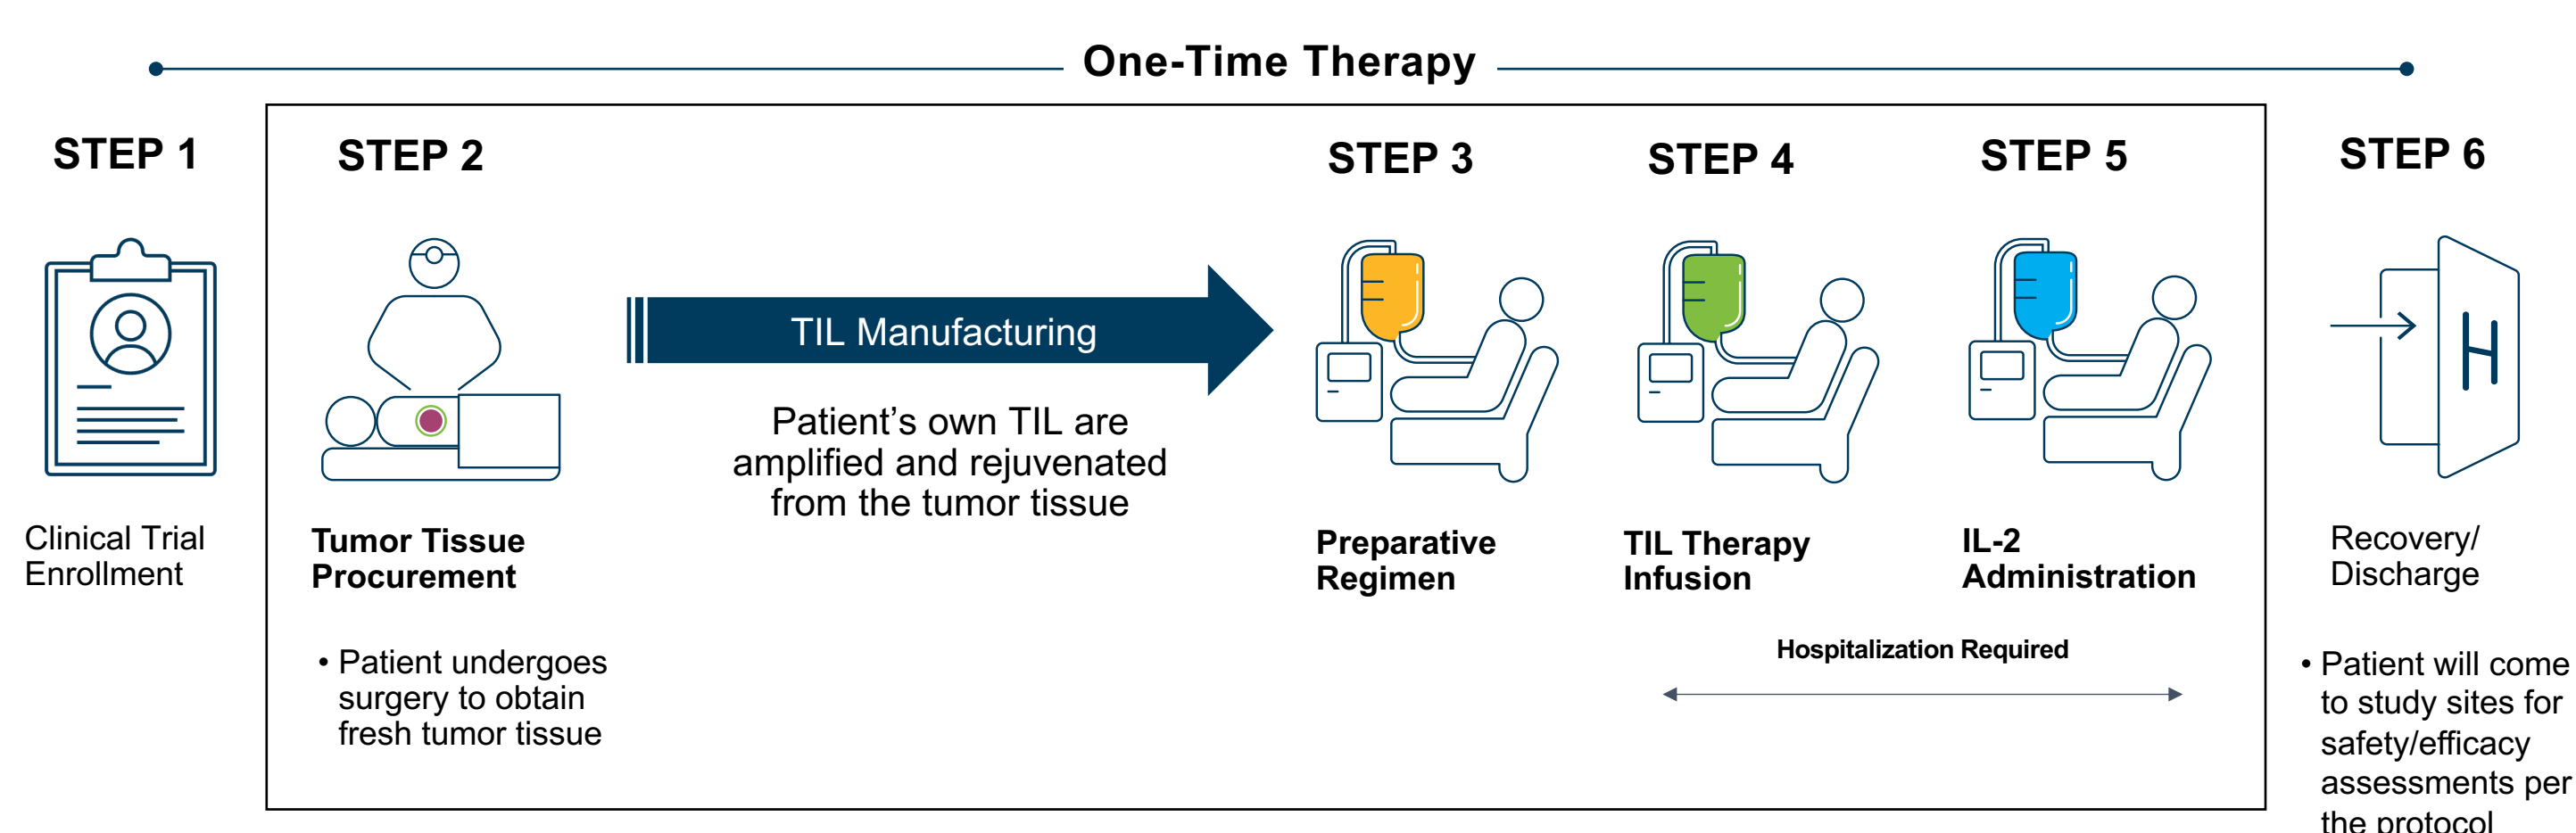 One-Time Therapy
STEP 1
Clinical Trial
Enrollment
STEP 2
Tumor Tissue
Procurement
• Patient undergoes
surgery to obtain
fresh tumor tissue
TIL Manufacturing
Patient’s own TIL are
amplified and rejuvenated
from the tumor tissue
STEP 3
Preparative
Regimen
STEP 4
TIL Therapy
Infusion
STEP 5
IL-2
Administration
Hospitalization Required
STEP 6
H
Recovery/
Discharge
• Patient will come
to study sites for
safety/efficacy
assessments per
the protocol